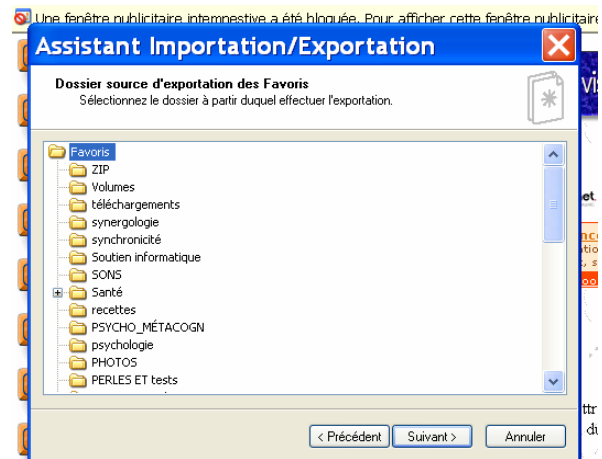 Une fenêtre publicitaire intempestive a été bloquée. Pour afficher cette fenêtre publicitaire
Assistant Importation/Exportation
Dossier source d'exportation des Favoris
Sélectionnez le dossier à partir duquel effectuer l'exportation.
Favoris
ZIP
Volumes
téléchargements
synergologie
synchronicité
Soutien informatique
SONS
Santé
recettes
PSYCHO_MÉTACOGN
psychologie
PHOTOS
PERLES ET tests
< Précédent Suivant > Annuler